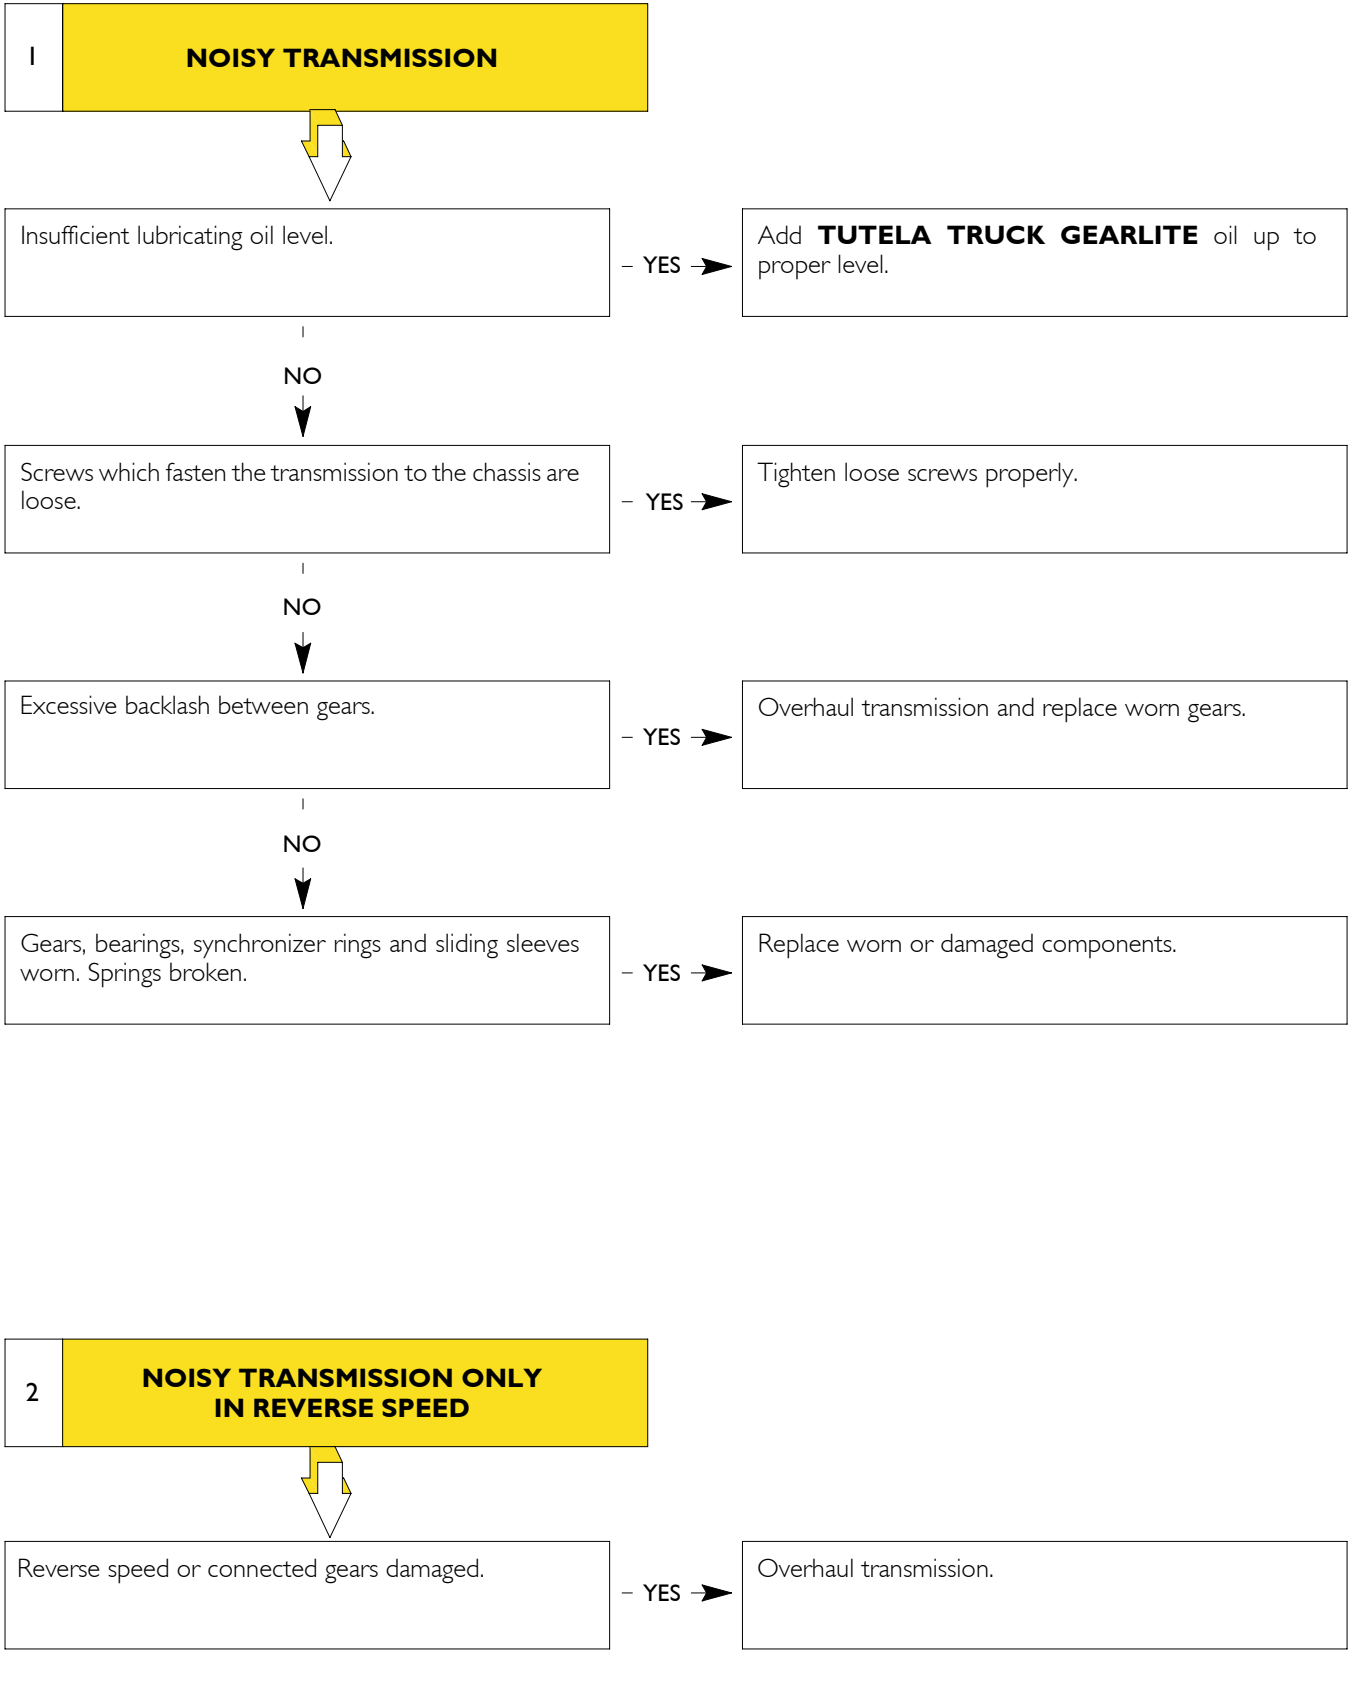 1
NOISY TRANSMISSION
Insufficient lubricating oil level.
YES
Add TUTELA TRUCK GEARLITE oil up to
proper level.
NO
Screws which fasten the transmission to the chassis are
loose.
YES
Tighten loose screws properly.
NO
Excessive backlash between gears.
YES
Overhaul transmission and replace worn gears.
NO
Gears, bearings, synchronizer rings and sliding sleeves
worn. Springs broken.
YES
Replace worn or damaged components.
2
NOISY TRANSMISSION ONLY
IN REVERSE SPEED
Reverse speed or connected gears damaged.
YES
Overhaul transmission.